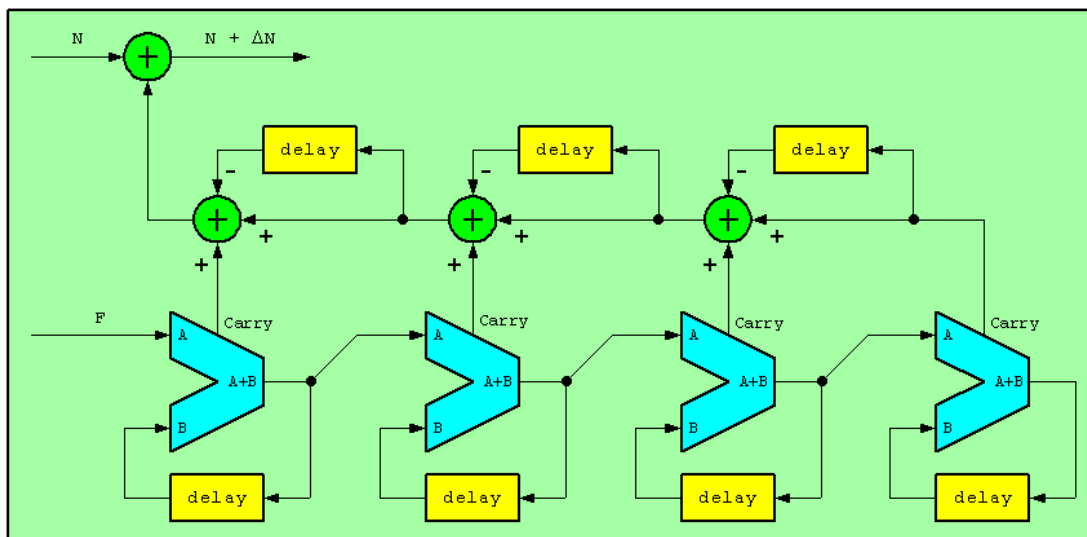 N
N + ΔN
delay
delay
delay
+
-
-
-
+
+
+
+
+
+
+
+
+
F
Carry
Carry
Carry
Carry
A
A
A
A
A+B
A+B
A+B
A+B
B
B
B
B
delay
delay
delay
delay